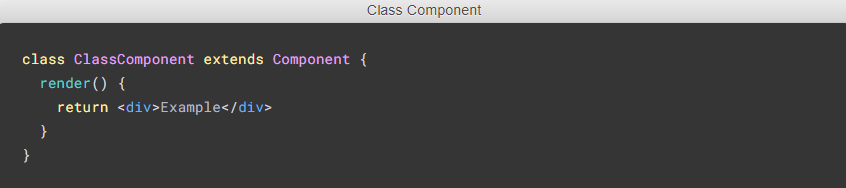 Class Component
class ClassComponent extends Component {
  render() {
    return <div>Example</div>
  }
}